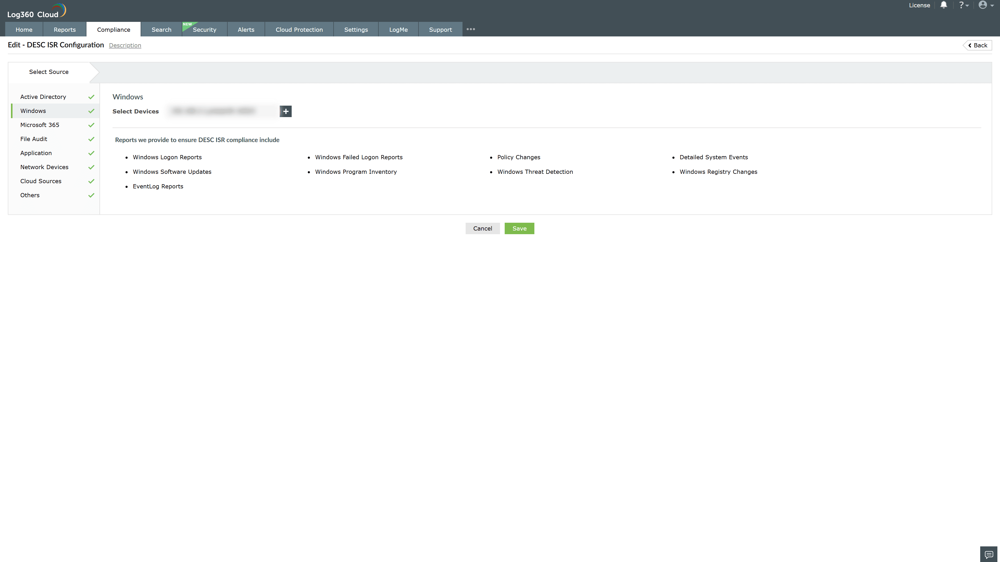 License
?
Log360 Cloud
Home Reports Compliance Search NEW Security Alerts Cloud Protection Settings LogMe Support •••
Edit - DESC ISR Configuration Description Back
Select Source
Active Directory
Windows
Microsoft 365
File Audit
Application
Network Devices
Cloud Sources
Others
Windows
Select Devices +
Reports we provide to ensure DESC ISR compliance include
• Windows Logon Reports • Windows Failed Logon Reports • Policy Changes • Detailed System Events
• Windows Software Updates • Windows Program Inventory • Windows Threat Detection • Windows Registry Changes
• EventLog Reports
Cancel Save